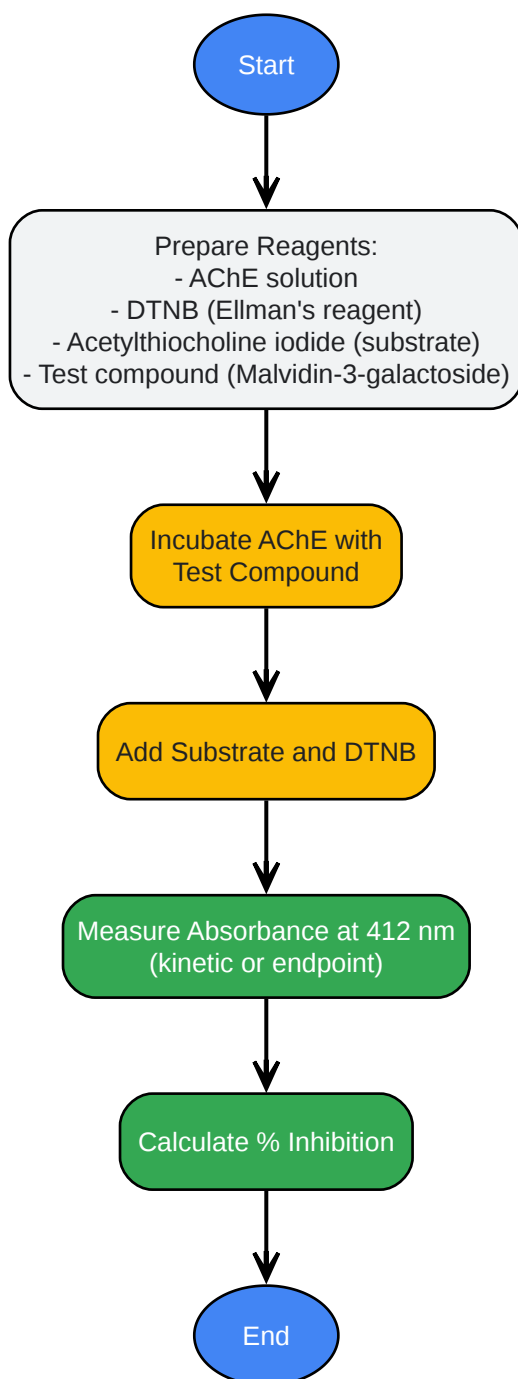 Start
Prepare Reagents:
- AChE solution
- DTNB (Ellman's reagent)
- Acetylthiocholine iodide (substrate)
- Test compound (Malvidin-3-galactoside)
Incubate AChE with
Test Compound
Add Substrate and DTNB
Measure Absorbance at 412 nm
(kinetic or endpoint)
Calculate % Inhibition
End